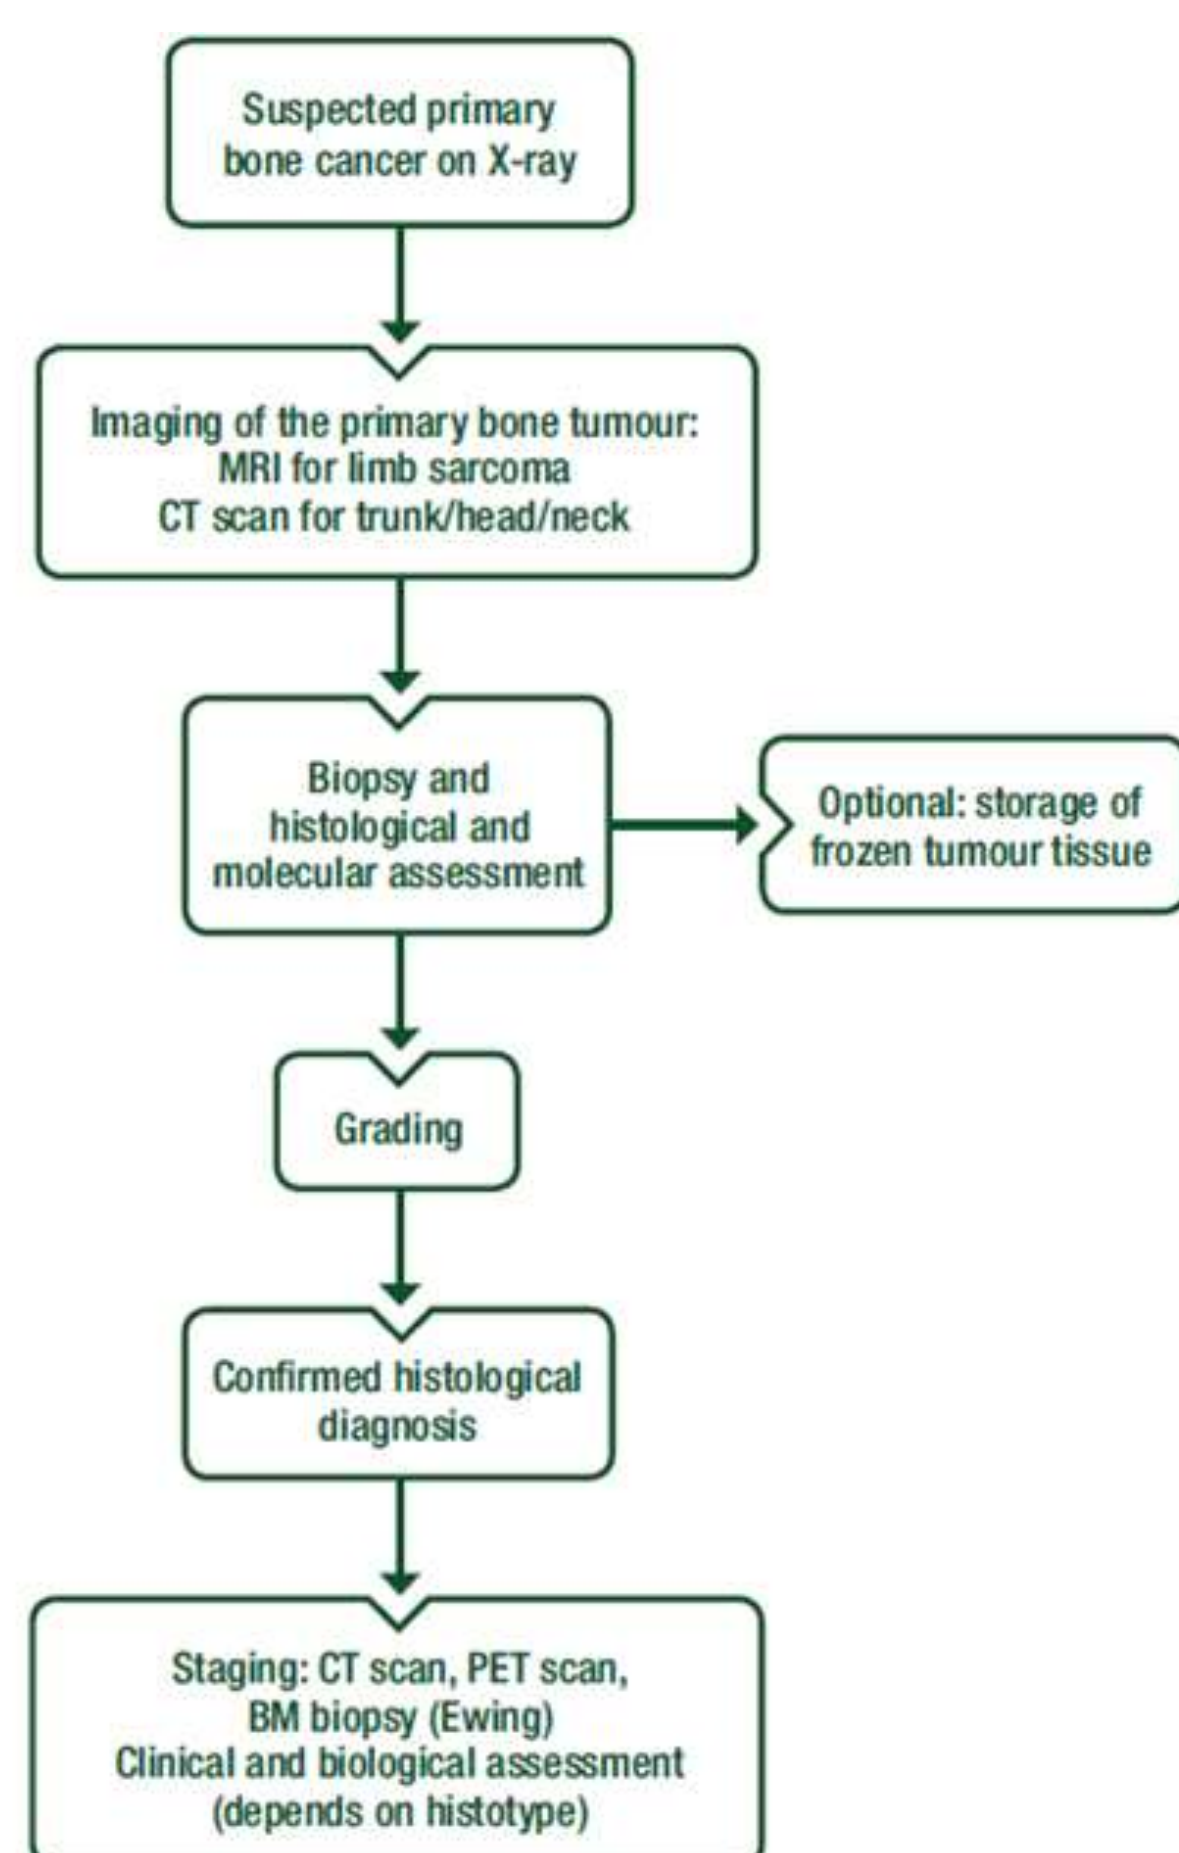 Suspected primary
bone cancer on X-ray
Imaging of the primary bone tumour:
MRI for limb sarcoma
CT scan for trunk/head/neck
Biopsy and
histological and
molecular assessment
Optional: storage of
frozen tumour tissue
Grading
Confirmed histological
diagnosis
Staging: CT scan, PET scan,
BM biopsy (Ewing)
Clinical and biological assessment
(depends on histotype)